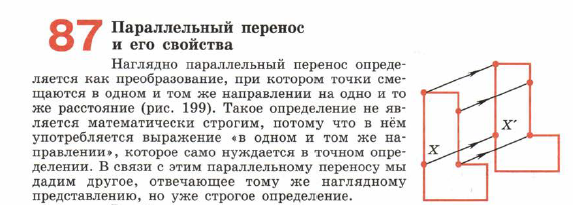 87 Параллельный перенос
и его свойства
Наглядно параллельный перенос опреде-
ляется как преобразование, при котором точки сме-
щаются в одном и том же направлении на одно и то
же расстояние (рис. 199). Такое определение не яв-
ляется математически строгим, потому что в нём
употребляется выражение «в одном и том же на-
правлении», которое само нуждается в точном опре-
делении. В связи с этим параллельному переносу мы
дадим другое, отвечающее тому же наглядному
представлению, но уже строгое определение.
X
X′